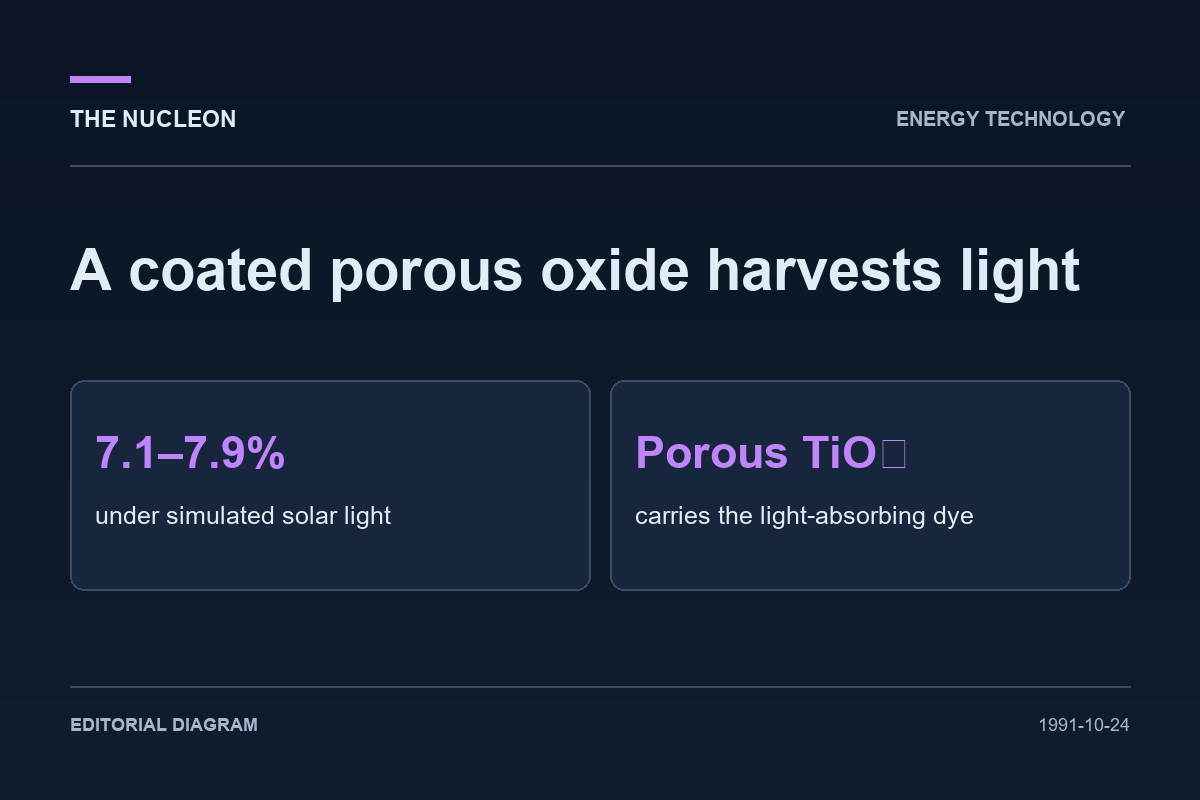 THE NUCLEON
ENERGY TECHNOLOGY
A coated porous oxide harvests light
7.1–7.9%
under simulated solar light
Porous TiO□
carries the light-absorbing dye
EDITORIAL DIAGRAM
1991-10-24